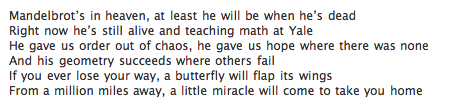 Mandelbrot’s in heaven, at least he will be when he’s dead
Right now he’s still alive and teaching math at Yale
He gave us order out of chaos, he gave us hope where there was none
And his geometry succeeds where others fail
If you ever lose your way, a butterfly will flap its wings
From a million miles away, a little miracle will come to take you home